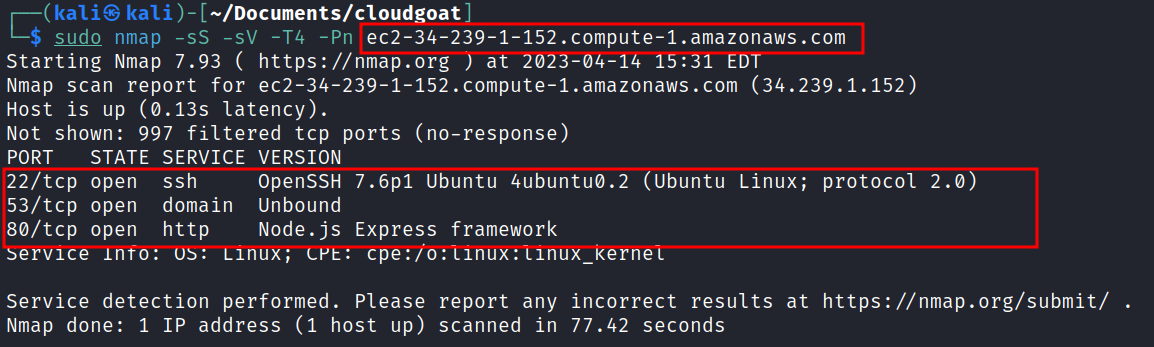 ┌──(kali㉿kali)-[~/Documents/cloudgoat]
└─$ sudo nmap -sS -sV -T4 -Pn ec2-34-239-1-152.compute-1.amazonaws.com
Starting Nmap 7.93 ( https://nmap.org ) at 2023-04-14 15:31 EDT
Nmap scan report for ec2-34-239-1-152.compute-1.amazonaws.com (34.239.1.152)
Host is up (0.13s latency).
Not shown: 997 filtered tcp ports (no-response)
PORT   STATE SERVICE VERSION
22/tcp open  ssh     OpenSSH 7.6p1 Ubuntu 4ubuntu0.2 (Ubuntu Linux; protocol 2.0)
53/tcp open  domain  Unbound
80/tcp open  http    Node.js Express framework
Service Info: OS: Linux; CPE: cpe:/o:linux:linux_kernel
Service detection performed. Please report any incorrect results at https://nmap.org/submit/ .
Nmap done: 1 IP address (1 host up) scanned in 77.42 seconds